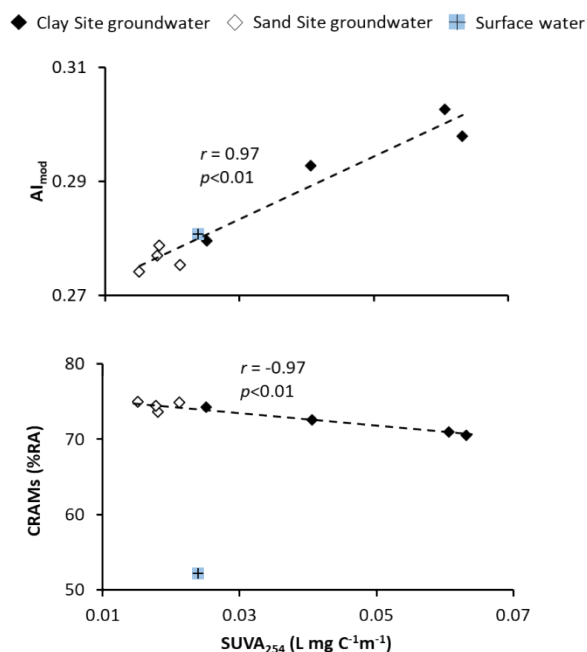 Clay Site groundwater Sand Site groundwater Surface water
0.31
0.29
0.27
AI_mod
r = 0.97
p<0.01
80
70
60
50
CRAMs (%RA)
r = -0.97
p<0.01
0.01 0.03 0.05 0.07
SUVA₂₅₄ (L mg C⁻¹m⁻¹)